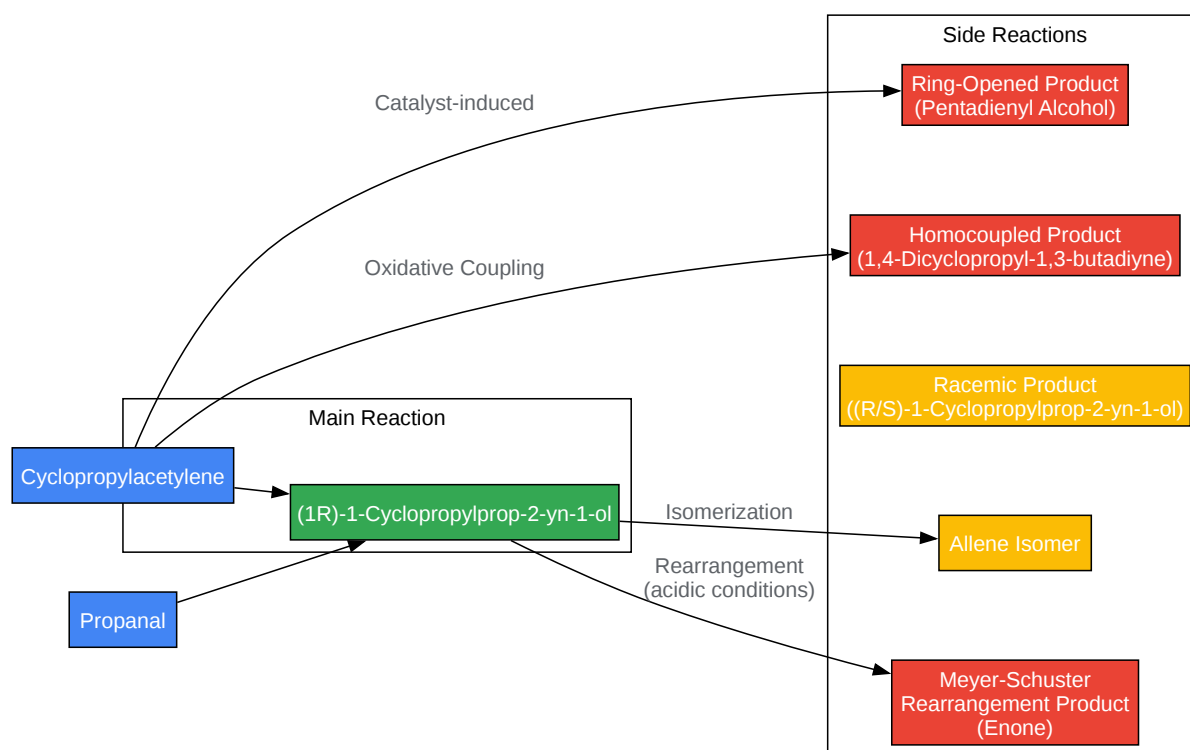 Side Reactions
Ring-Opened Product
(Pentadienyl Alcohol)
Catalyst-induced
Homocoupled Product
(1,4-Dicyclopropyl-1,3-butadiyne)
Oxidative Coupling
Racemic Product
((R/S)-1-Cyclopropylprop-2-yn-1-ol)
Main Reaction
Cyclopropylacetylene
(1R)-1-Cyclopropylprop-2-yn-1-ol
Isomerization
Allene Isomer
Rearrangement
(acidic conditions)
Propanal
Meyer-Schuster
Rearrangement Product
(Enone)